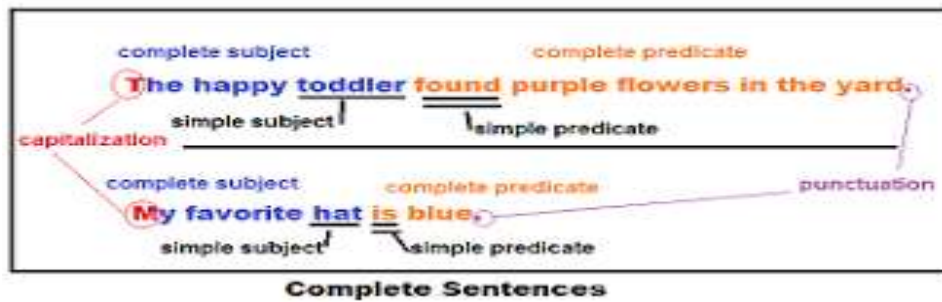 complete subject complete predicate
The happy toddler found purple flowers in the yard.
simple subject simple predicate
capitalization
complete subject complete predicate punctuation
My favorite hat is blue.
simple subject simple predicate
Complete Sentences